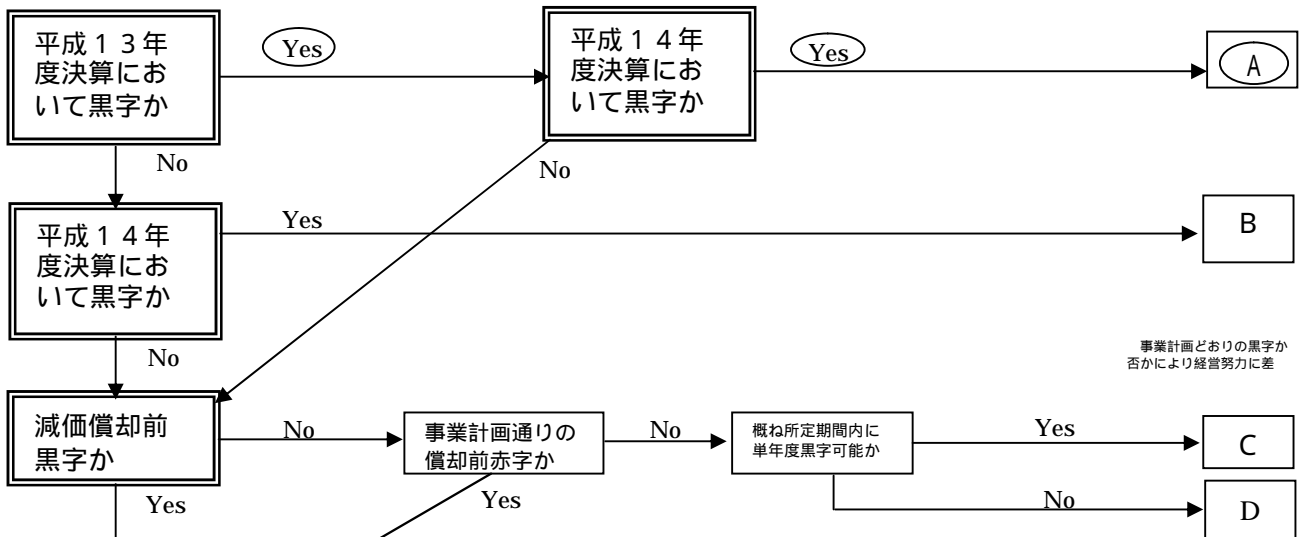 平成１３年
度決算にお
いて黒字か
Yes
平成１４年
度決算にお
いて黒字か
Yes
A
No
No
平成１４年
度決算にお
いて黒字か
Yes
B
No
事業計画どおりの黒字か
否かにより経営努力に差
減価償却前
黒字か
No
事業計画通りの
償却前赤字か
No
概ね所定期間内に
単年度黒字可能か
Yes
C
Yes
Yes
No
D